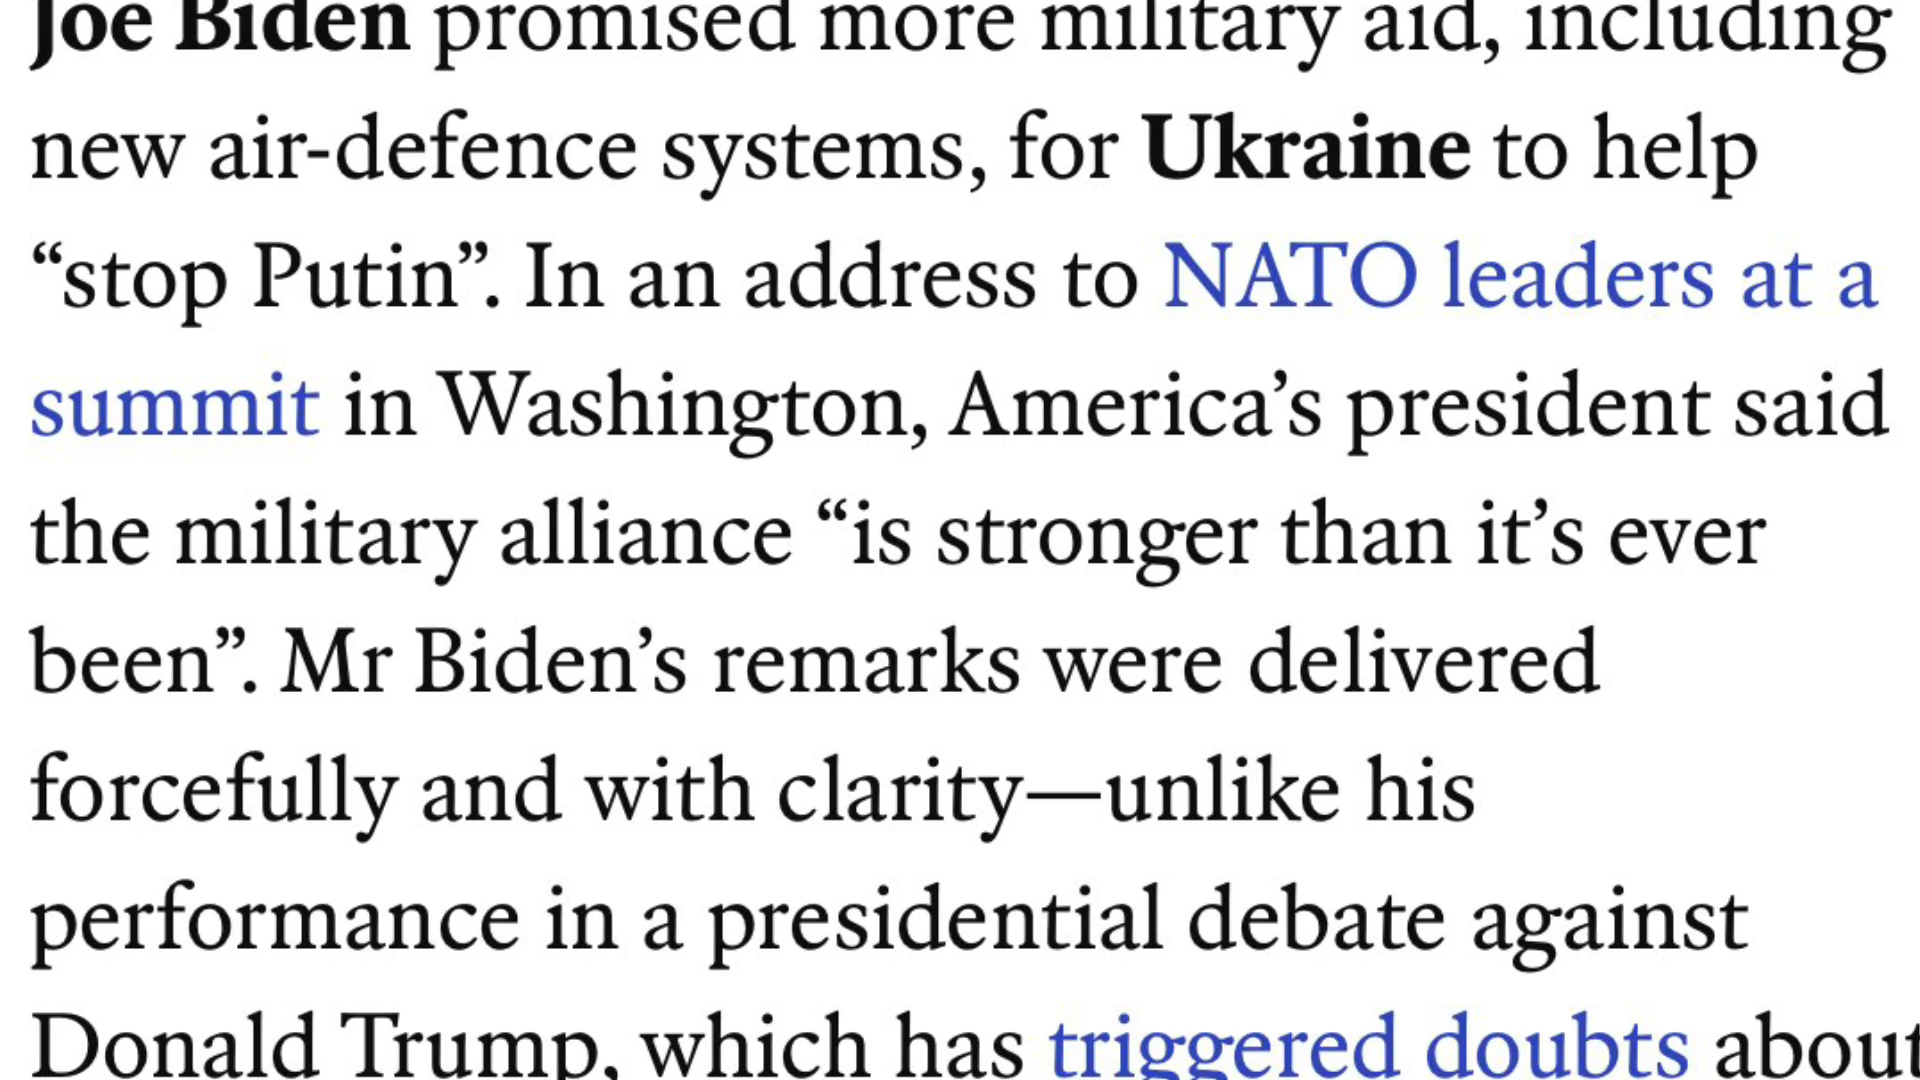 Joe Biden promised more military aid, including
new air-defence systems, for Ukraine to help
“stop Putin”. In an address to NATO leaders at a
summit in Washington, America’s president said
the military alliance “is stronger than it’s ever
been”. Mr Biden’s remarks were delivered
forcefully and with clarity—unlike his
performance in a presidential debate against
Donald Trump, which has triggered doubts about